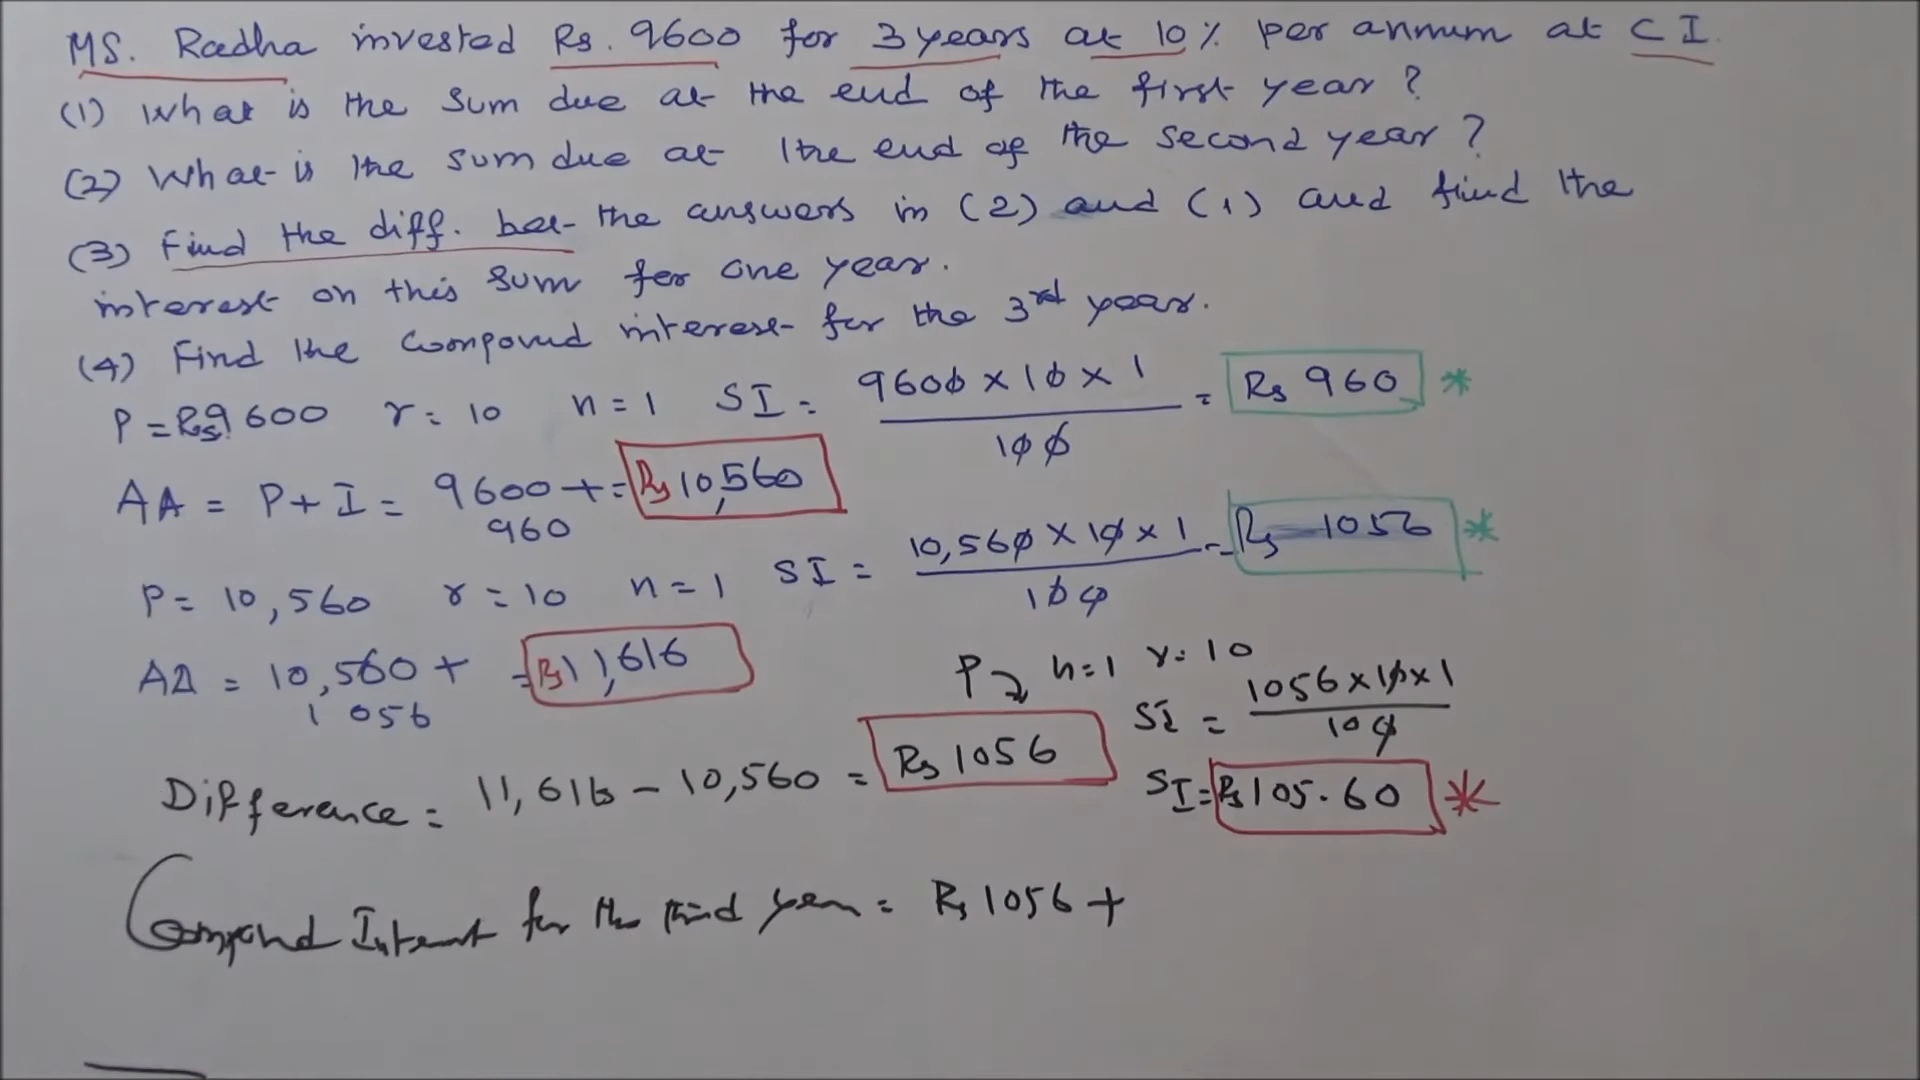 MS. Radha invested Rs. 9600 for 3 years at 10% per annum at CI.
(1) What is the sum due at the end of the first year?
(2) What is the sum due at the end of the second year?
(3) Find the diff. bet the answers in (2) and (1) and find the
interest on this sum for one year.
(4) Find the compound interest for the 3rd year.
P = Rs 9600 r = 10 n = 1 SI = 9600 × 10 × 1 / 100 = Rs 960 *
AA = P + I = 9600 + 960 = Rs 10,560
P = 10,560 r = 10 n = 1 SI = 10,560 × 10 × 1 / 100 = Rs 1056 *
AA = 10,560 + 1056 = Rs 11,616
P n=1 r=10
SI = 1056 × 10 × 1 / 100
Difference = 11,616 - 10,560 = Rs 1056
SI = Rs 105.60 *
Compound Interest for the third year = Rs 1056 +